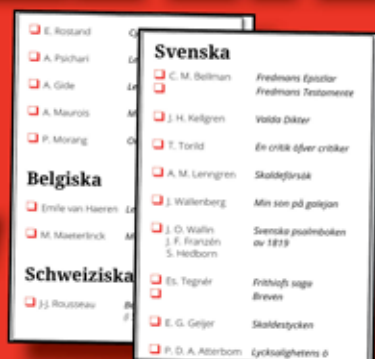 E. Rostand
A. Psichari
A. Gide
A. Maurois
P. Morang
Belgiska
Emile van Haeren
M. Maeterlinck
Schweiziska
J-J. Rousseau
Svenska
C. M. Bellman Fredmans Epistlar
Fredmans Testamente
J. H. Kellgren Valda Dikter
T. Torild En critik öfver critiker
A. M. Lenngren Skaldeförsök
J. Wallenberg Min son på galejan
J. O. Wallin Svenska psalmboken
J. F. Franzén av 1819
S. Hedborn
Es. Tegnér Frithiofs saga
Breven
E. G. Geijer Skaldestycken
P. D. A. Atterbom Lycksalighetens ö